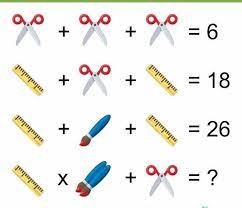 + + = 6
+ + = 18
+ + = 26
x + = ?